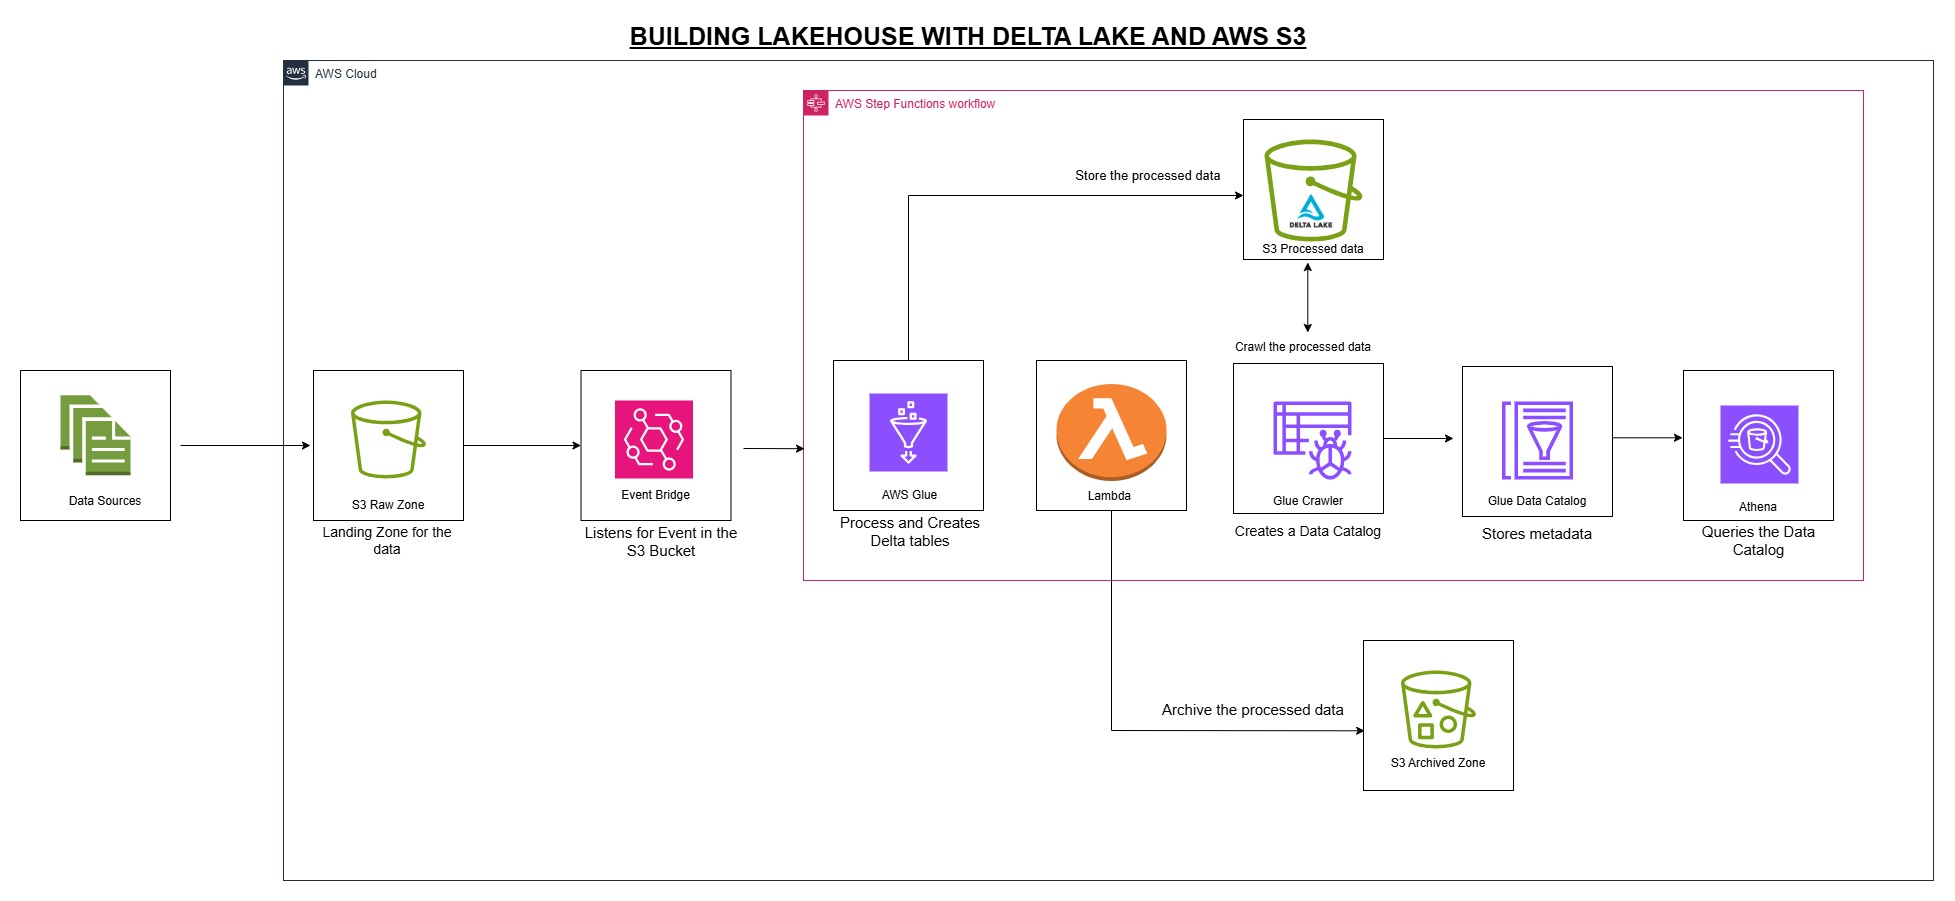 BUILDING LAKEHOUSE WITH DELTA LAKE AND AWS S3
aws
AWS Cloud
AWS Step Functions workflow
Store the processed data
DELTA LAKE
S3 Processed data
Crawl the processed data
Data Sources
S3 Raw Zone
Landing Zone for the
data
Event Bridge
Listens for Event in the
S3 Bucket
AWS Glue
Process and Creates
Delta tables
Lambda
Glue Crawler
Creates a Data Catalog
Glue Data Catalog
Stores metadata
Athena
Queries the Data
Catalog
Archive the processed data
S3 Archived Zone